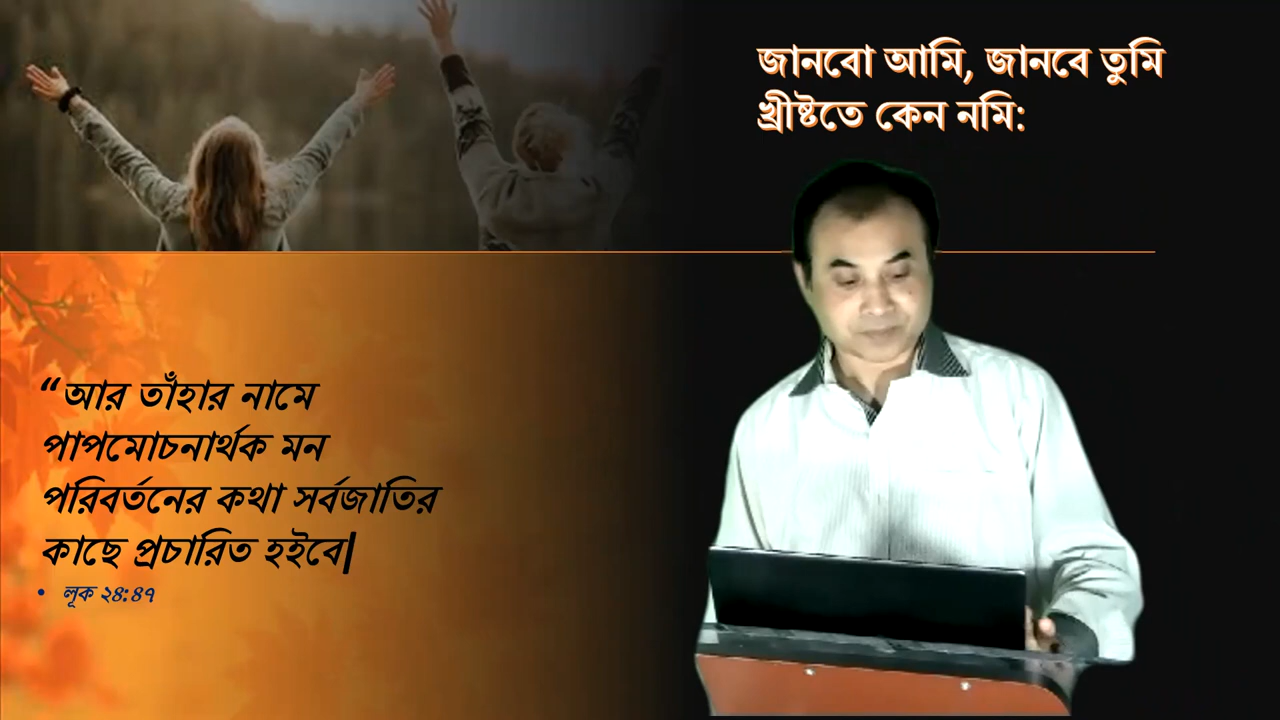 জানবো আমি, জানবে তুমি
খ্রীষ্টতে কেন নমি:
“আর তাঁহার নামে
পাপমোচনার্থক মন
পরিবর্তনের কথা সর্বজাতির
কাছে প্রচারিত হইবে|
• লূক ২৪:৪৭